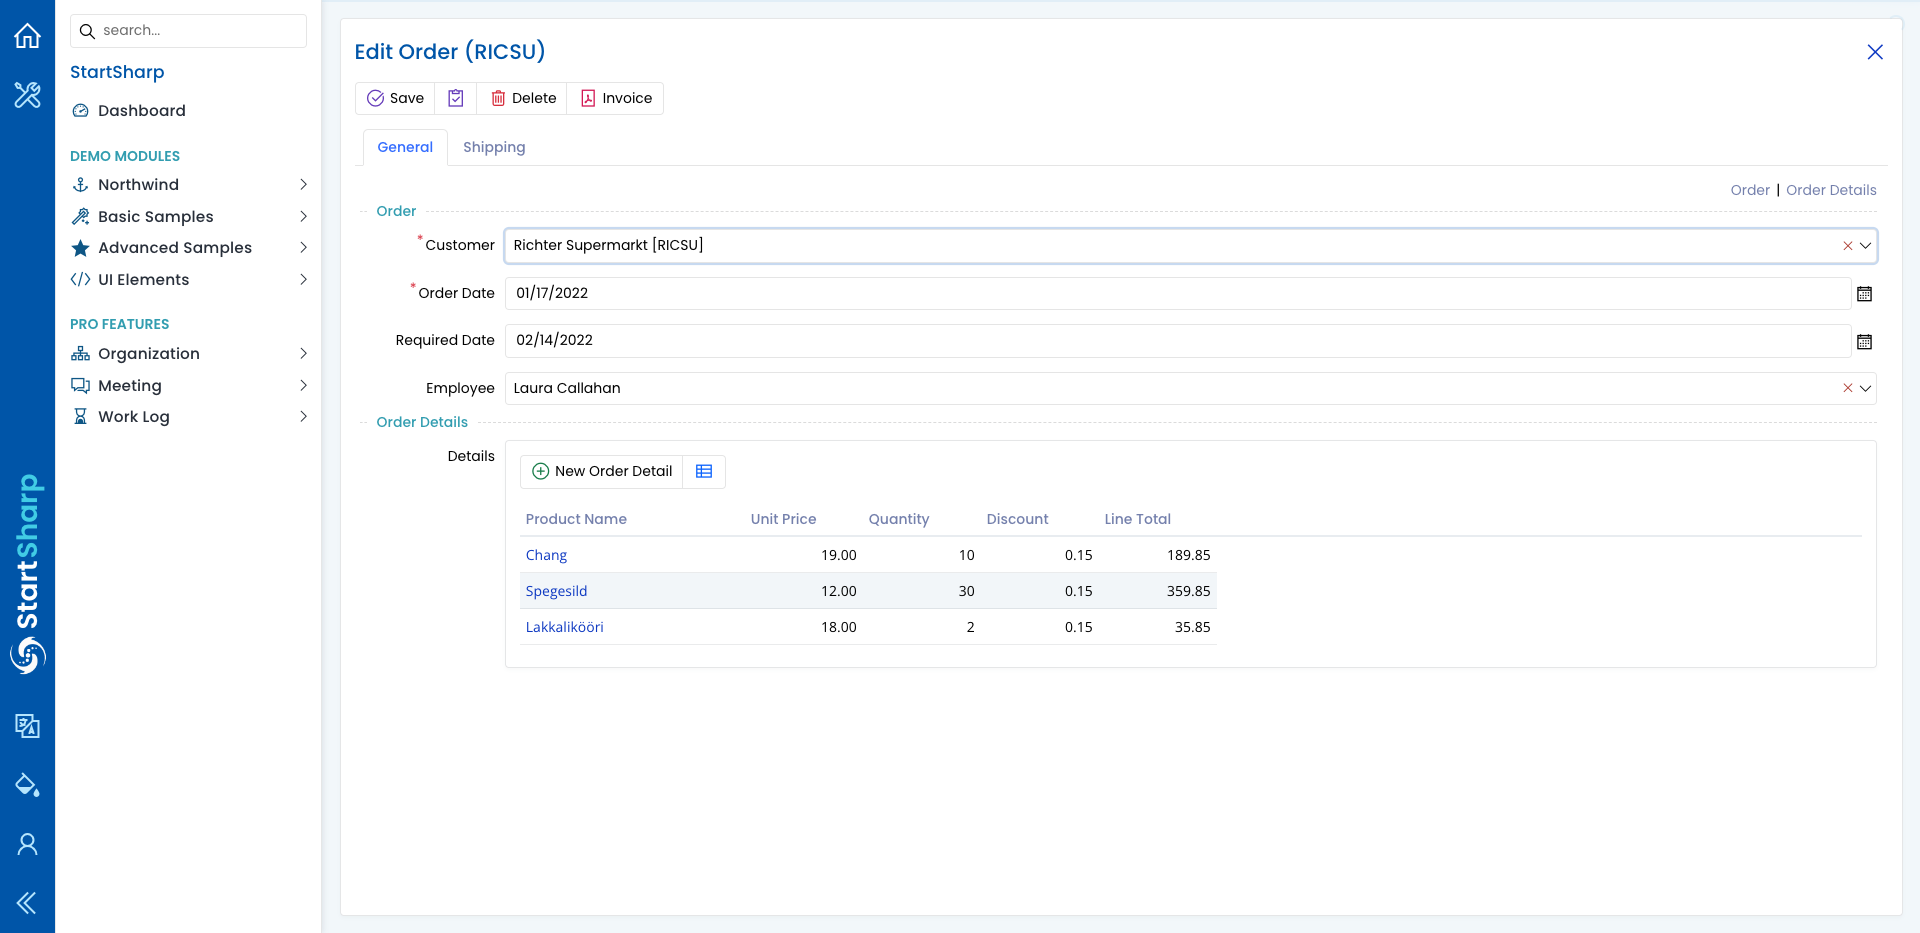 search...
StartSharp
Dashboard
DEMO MODULES
Northwind
Basic Samples
Advanced Samples
UI Elements
PRO FEATURES
Organization
Meeting
Work Log
StartSharp
Edit Order (RICSU)
Save Delete Invoice
General Shipping
Order | Order Details
Order
* Customer Richter Supermarkt [RICSU]
* Order Date 01/17/2022
Required Date 02/14/2022
Employee Laura Callahan
Order Details
Details
New Order Detail
Product Name Unit Price Quantity Discount Line Total
Chang 19.00 10 0.15 189.85
Spegesild 12.00 30 0.15 359.85
Lakkalikööri 18.00 2 0.15 35.85